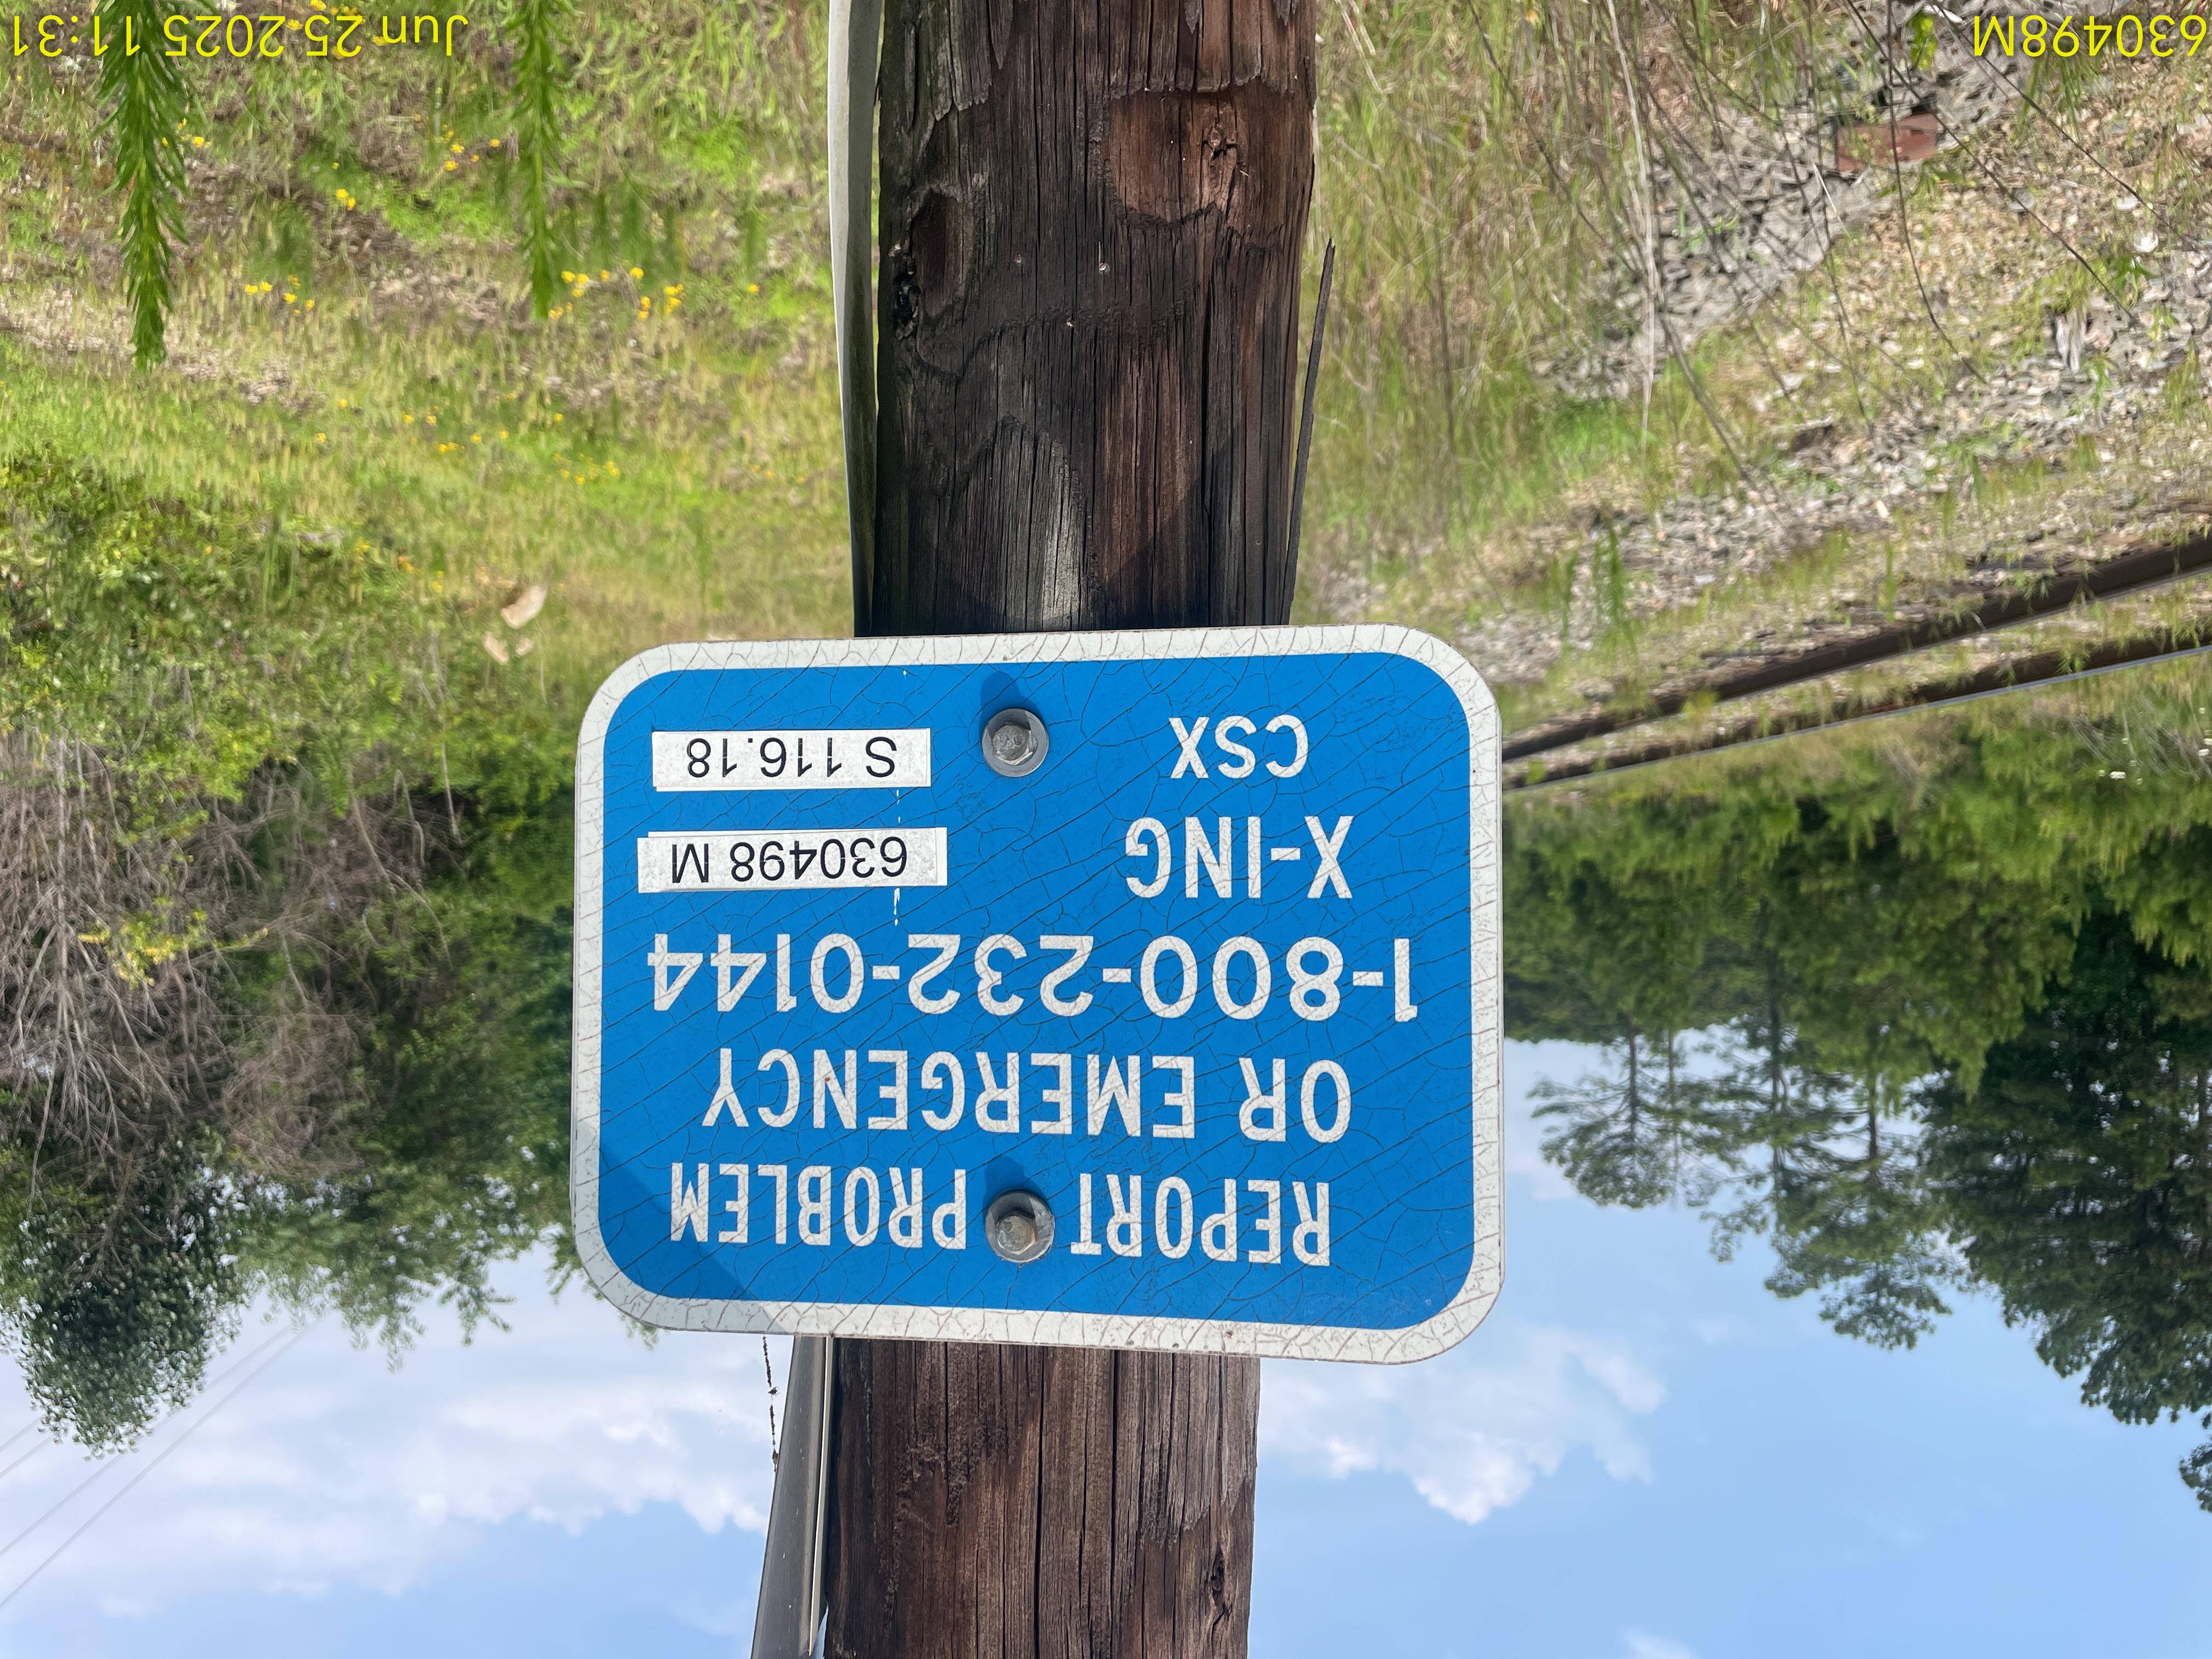 REPORT PROBLEM
OR EMERGENCY
1-800-232-0144
X-ING 630498 M
CSX S 116.18
630498M Jun 25 2025 11:31